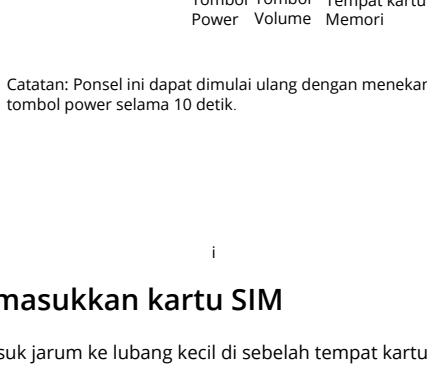 Tombol Tombol Tempat kartu
Power Volume Memori
Catatan: Ponsel ini dapat dimulai ulang dengan menekan
tombol power selama 10 detik.
i
masukkan kartu SIM
suk jarum ke lubang kecil di sebelah tempat kartu